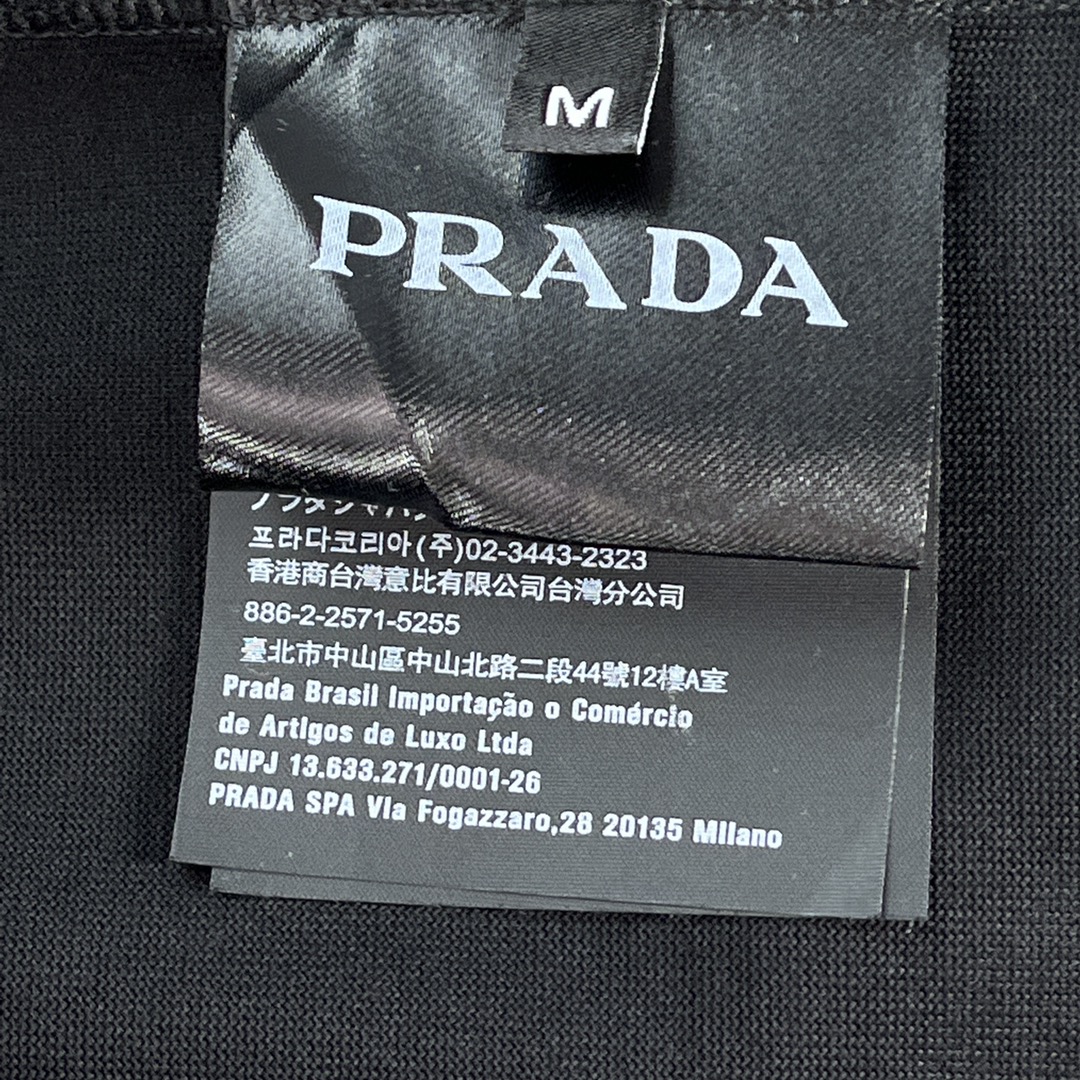 M
PRADA
프라다코리아(주)02-3443-2323
香港商台灣意比有限公司台灣分公司
886-2-2571-5255
臺北市中山區中山北路二段44號12樓A室
Prada Brasil Importação o Comércio
de Artigos de Luxo Ltda
CNPJ 13.633.271/0001-26
PRADA SPA Via Fogazzaro,28 20135 Milano